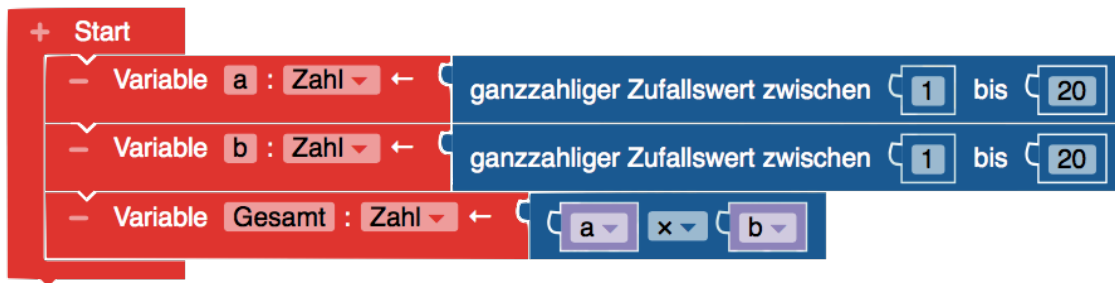 + Start
− Variable a : Zahl ← ganzzahliger Zufallswert zwischen 1 bis 20
− Variable b : Zahl ← ganzzahliger Zufallswert zwischen 1 bis 20
− Variable Gesamt : Zahl ← a × b